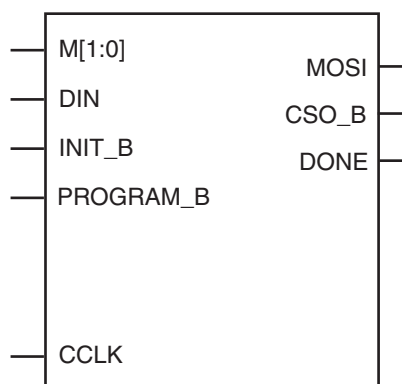 M[1:0]
DIN
INIT_B
PROGRAM_B
CCLK
MOSI
CSO_B
DONE